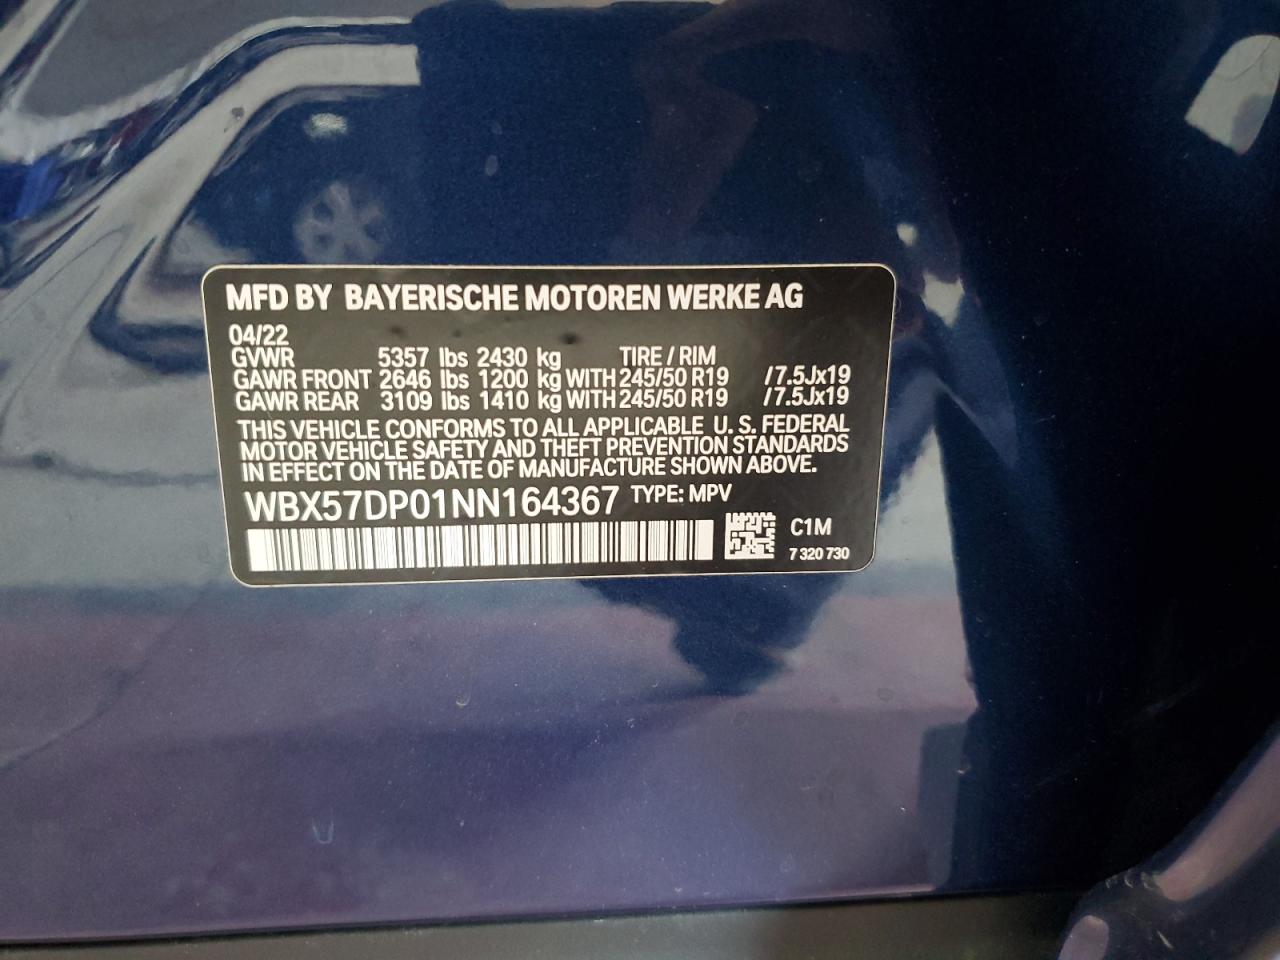 MFD BY BAYERISCHE MOTOREN WERKE AG
04/22
GVWR 5357 lbs 2430 kg TIRE / RIM
GAWR FRONT 2646 lbs 1200 kg WITH 245/50 R19 /7.5Jx19
GAWR REAR 3109 lbs 1410 kg WITH 245/50 R19 /7.5Jx19
THIS VEHICLE CONFORMS TO ALL APPLICABLE U. S. FEDERAL
MOTOR VEHICLE SAFETY AND THEFT PREVENTION STANDARDS
IN EFFECT ON THE DATE OF MANUFACTURE SHOWN ABOVE.
WBX57DP01NN164367 TYPE: MPV
C1M
7 320 730